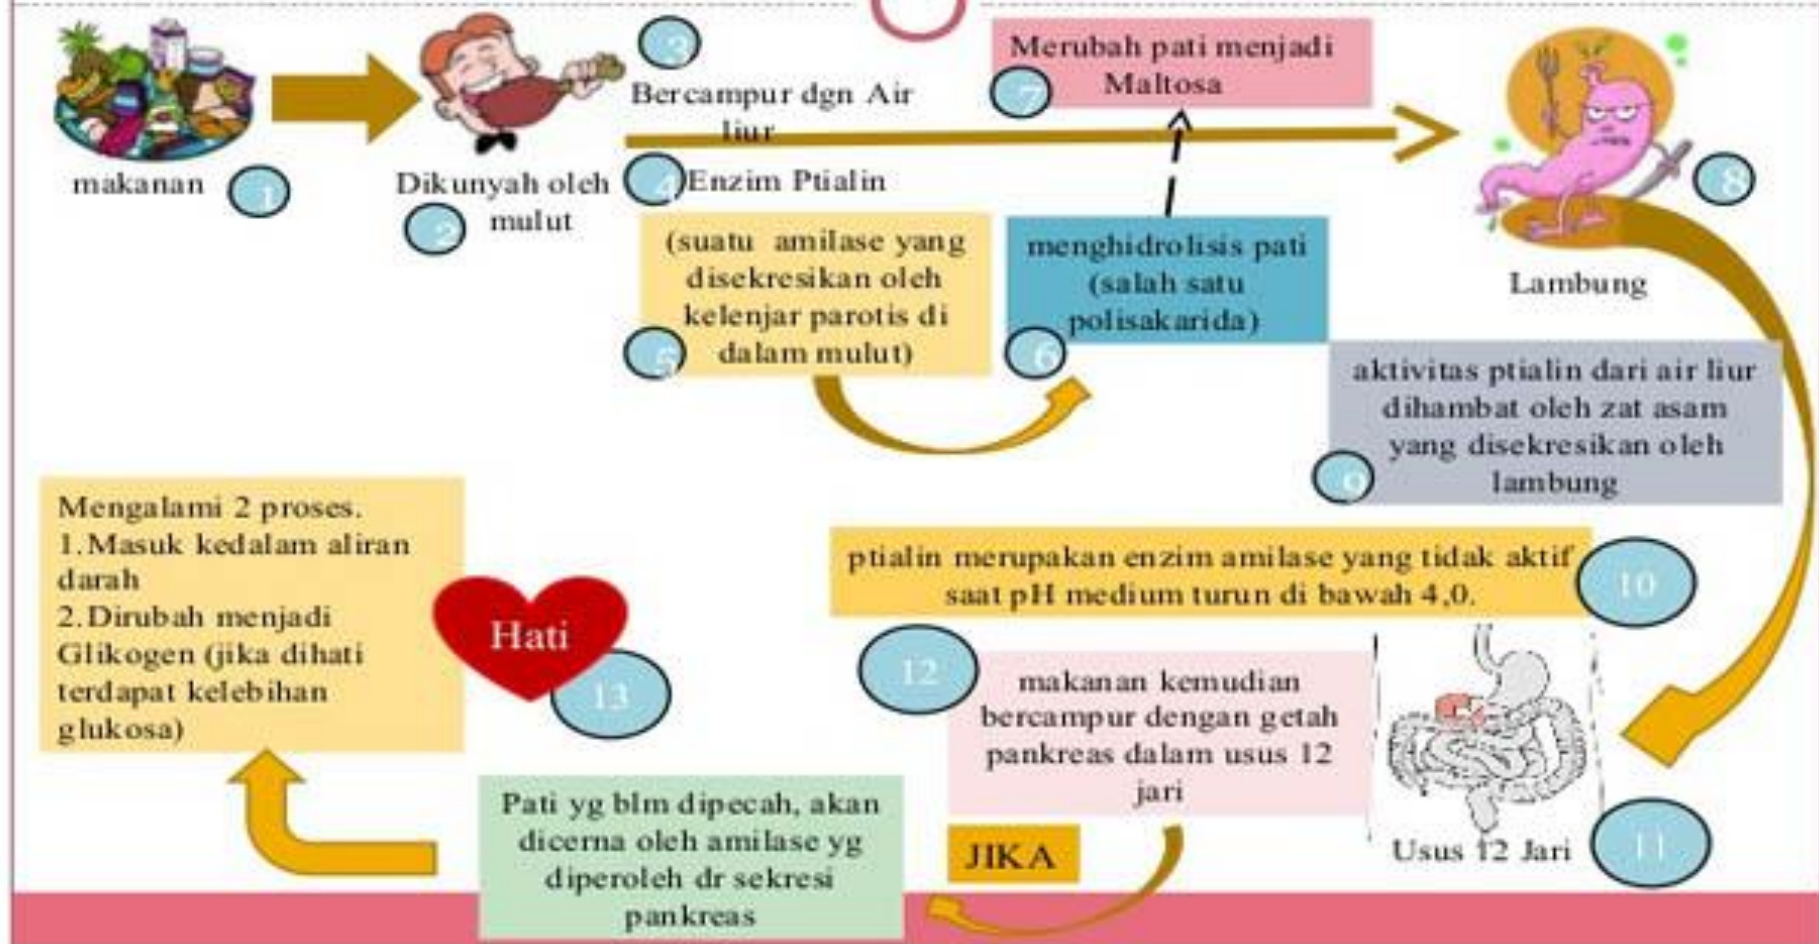 makanan
1
Dikunyah oleh
mulut
2
3
Bercampur dgn Air
liur
4
Enzim Ptialin
(suatu amilase yang
disekresikan oleh
kelenjar parotis di
dalam mulut)
5
menghidrolisis pati
(salah satu
polisakarida)
6
Merubah pati menjadi
Maltosa
7
8
Lambung
aktivitas ptialin dari air liur
dihambat oleh zat asam
yang disekresikan oleh
lambung
9
ptialin merupakan enzim amilase yang tidak aktif
saat pH medium turun di bawah 4,0.
10
Usus 12 Jari
11
12
makanan kemudian
bercampur dengan getah
pankreas dalam usus 12
jari
JIKA
Pati yg blm dipecah, akan
dicerna oleh amilase yg
diperoleh dr sekresi
pankreas
Hati
13
Mengalami 2 proses.
1.Masuk kedalam aliran
darah
2.Dirubah menjadi
Glikogen (jika dihati
terdapat kelebihan
glukosa)